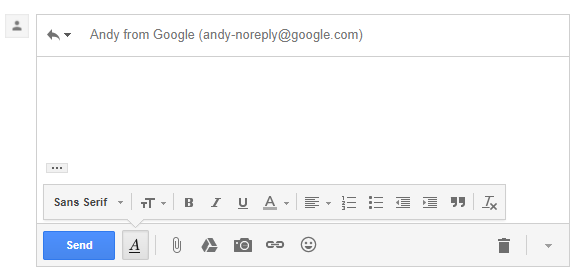 Andy from Google (andy-noreply@google.com)
Sans Serif T T B I U A T x
Send A